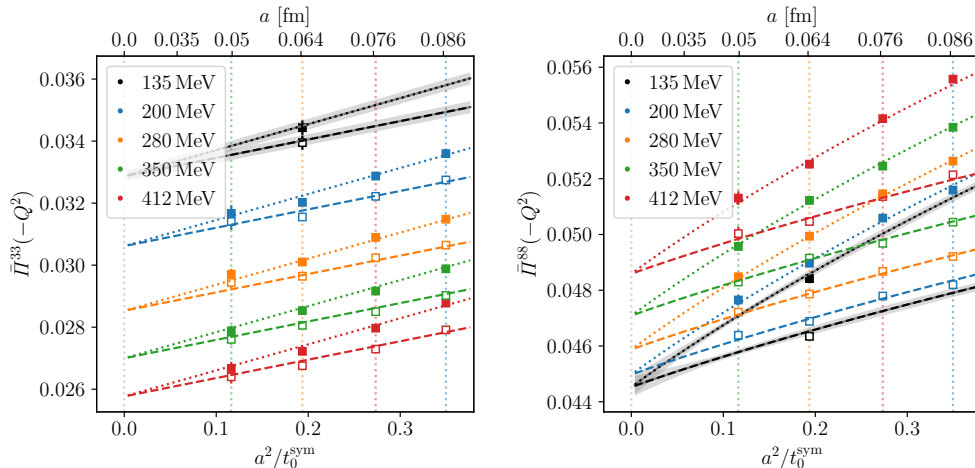 a [fm]
0.0 0.035 0.05 0.064 0.076 0.086
0.036
0.034
0.032
0.030
0.028
0.026
Π̄³³(−Q²)
135 MeV
200 MeV
280 MeV
350 MeV
412 MeV
0.0 0.1 0.2 0.3
a²/t₀ˢʸᵐ
a [fm]
0.0 0.035 0.05 0.064 0.076 0.086
0.056
0.054
0.052
0.050
0.048
0.046
0.044
Π̄⁸⁸(−Q²)
135 MeV
200 MeV
280 MeV
350 MeV
412 MeV
0.0 0.1 0.2 0.3
a²/t₀ˢʸᵐ